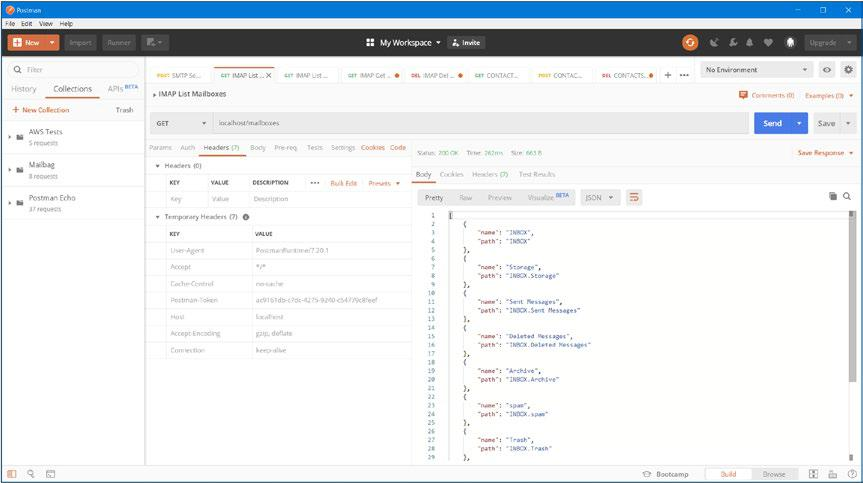 Postman
File Edit View Help
+ New Import Runner My Workspace Invite Upgrade
Filter
History Collections APIs BETA
+ New Collection Trash
AWS Tests
5 requests
Mailbag
8 requests
Postman Echo
37 requests
POST SMTP Se... GET IMAP List ... GET IMAP List ... GET IMAP Get ... DEL IMAP Del ... GET CONTACT... POST CONTAC... DEL CONTACTS... + ••• No Environment
IMAP List Mailboxes Comments (0) Examples (0)
GET localhost/mailboxes Send Save
Params Auth Headers (7) Body Pre-req. Tests Settings Cookies Code
Headers (0)
KEY VALUE DESCRIPTION ••• Bulk Edit Presets
Key Value Description
Temporary Headers (7)
KEY VALUE
User-Agent PostmanRuntime/7.20.1
Accept */*
Cache-Control no-cache
Postman-Token
Host localhost
Accept-Encoding gzip, deflate
Connection keep-alive
Status: 200 OK Time: 262ms Size: 663 B Save Response
Body Cookies Headers (7) Test Results
Pretty Raw Preview Visualize BETA JSON
1 [
2 {
3 "name": "INBOX",
4 "path": "INBOX"
5 },
6 {
7 "name": "Storage",
8 "path": "INBOX.Storage"
9 },
10 {
11 "name": "Sent Messages",
12 "path": "INBOX.Sent Messages"
13 },
14 {
15 "name": "Deleted Messages",
16 "path": "INBOX.Deleted Messages"
17 },
18 {
19 "name": "Archive",
20 "path": "INBOX.Archive"
21 },
22 {
23 "name": "spam",
24 "path": "INBOX.spam"
25 },
26 {
27 "name": "Trash",
28 "path": "INBOX.Trash"
29 },
Bootcamp Build Browse